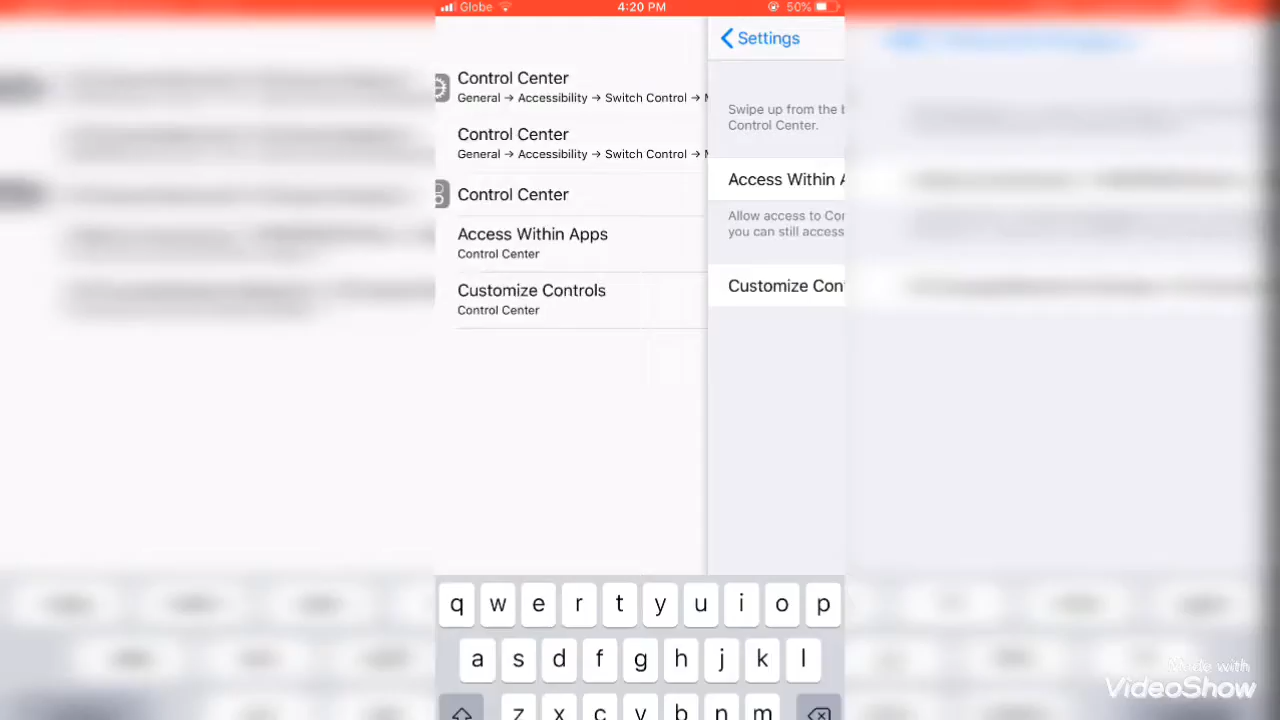 Globe
4:20 PM
50%
Control Center
General → Accessibility → Switch Control →
Control Center
General → Accessibility → Switch Control →
Control Center
Access Within Apps
Control Center
Customize Controls
Control Center
Settings
Swipe up from the
Control Center.
Access Within
Allow access to
you can still access
Customize
q w e r t y u i o p
a s d f g h j k l
z x c v b n m
Made with
VideoShow